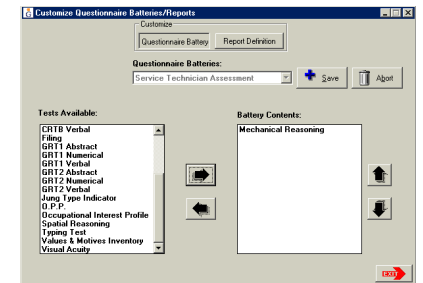 Customize Questionnaire Batteries/Reports
Customize
Questionnaire Battery
Report Definition
Questionnaire Batteries:
Service Technician Assessment
Save
Abort
Tests Available:
CRTB Verbal
Filing
GRT1 Abstract
GRT1 Numerical
GRT1 Verbal
GRT2 Abstract
GRT2 Numerical
GRT2 Verbal
Jung Type Indicator
O.P.P.
Occupational Interest Profile
Spatial Reasoning
Typing Test
Values & Motives Inventory
Visual Acuity
Battery Contents:
Mechanical Reasoning
EXIT